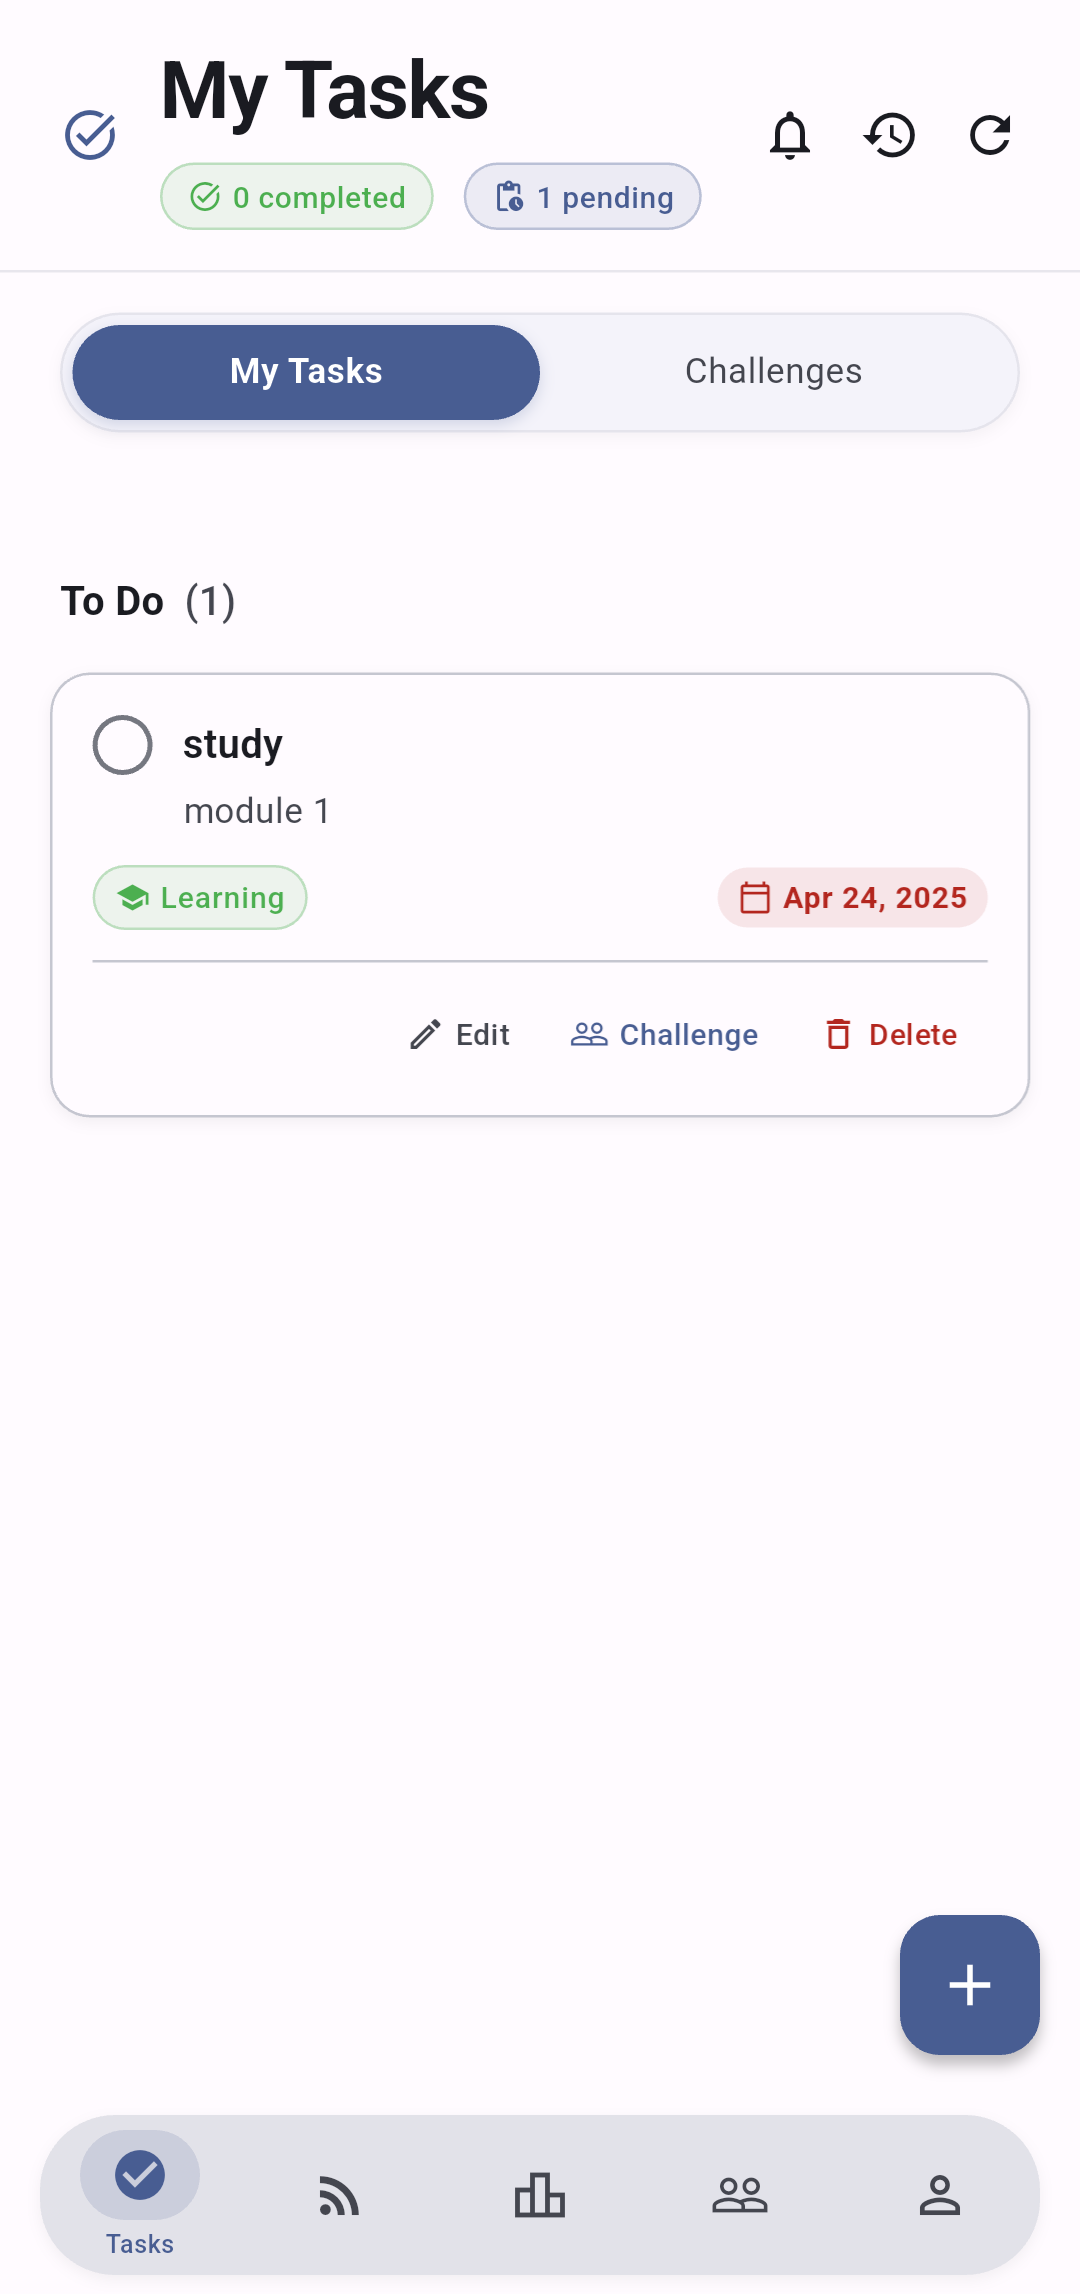 My Tasks
0 completed
1 pending
My Tasks
Challenges
To Do (1)
study
module 1
Learning
Apr 24, 2025
Edit
Challenge
Delete
Tasks